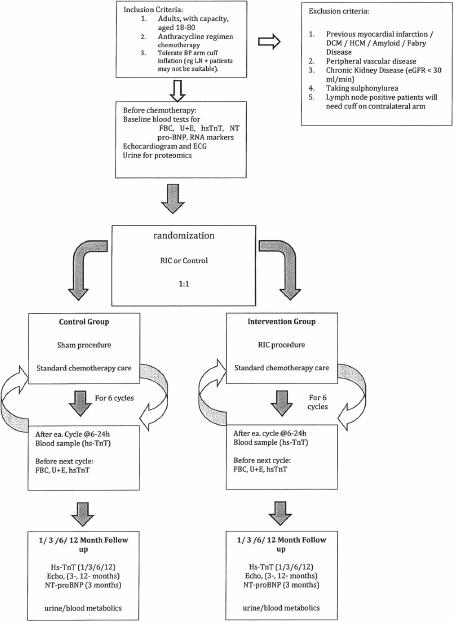 Inclusion Criteria:
1. Adults, with capacity,
aged 18-80
2. Anthracycline regimen
chemotherapy
3. Tolerate BP arm cuff
inflation (eg LN + patients
may not be suitable).
Exclusion criteria:
1. Previous myocardial infarction /
DCM / HCM / Amyloid / Fabry
Disease
2. Peripheral vascular disease
3. Chronic Kidney Disease (eGFR < 30
ml/min)
4. Taking sulphonylurea
5. Lymph node positive patients will
need cuff on contralateral arm
Before chemotherapy:
Baseline blood tests for
FBC, U+E, hsTnT, NT
pro-BNP, RNA markers
Echocardiogram and ECG
Urine for proteomics
randomization
RIC or Control
1:1
Control Group
Sham procedure
Standard chemotherapy care
For 6
cycles
After ea. Cycle @6-24h
Blood sample (hs-TnT)
Before next cycle:
FBC, U+E, hsTnT
1/ 3 /6/ 12 Month Follow
up
Hs-TnT (1/3/6/12)
Echo, (3-, 12- months)
NT-proBNP (3 months)
urine/blood metabolics
Intervention Group
RIC procedure
Standard chemotherapy care
For 6
cycles
After ea. Cycle @6-24h
Blood sample (hs-TnT)
Before next cycle:
FBC, U+E, hsTnT
1/ 3 /6/ 12 Month Follow
up
Hs-TnT (1/3/6/12)
Echo, (3-, 12- months)
NT-proBNP (3 months)
urine/blood metabolics